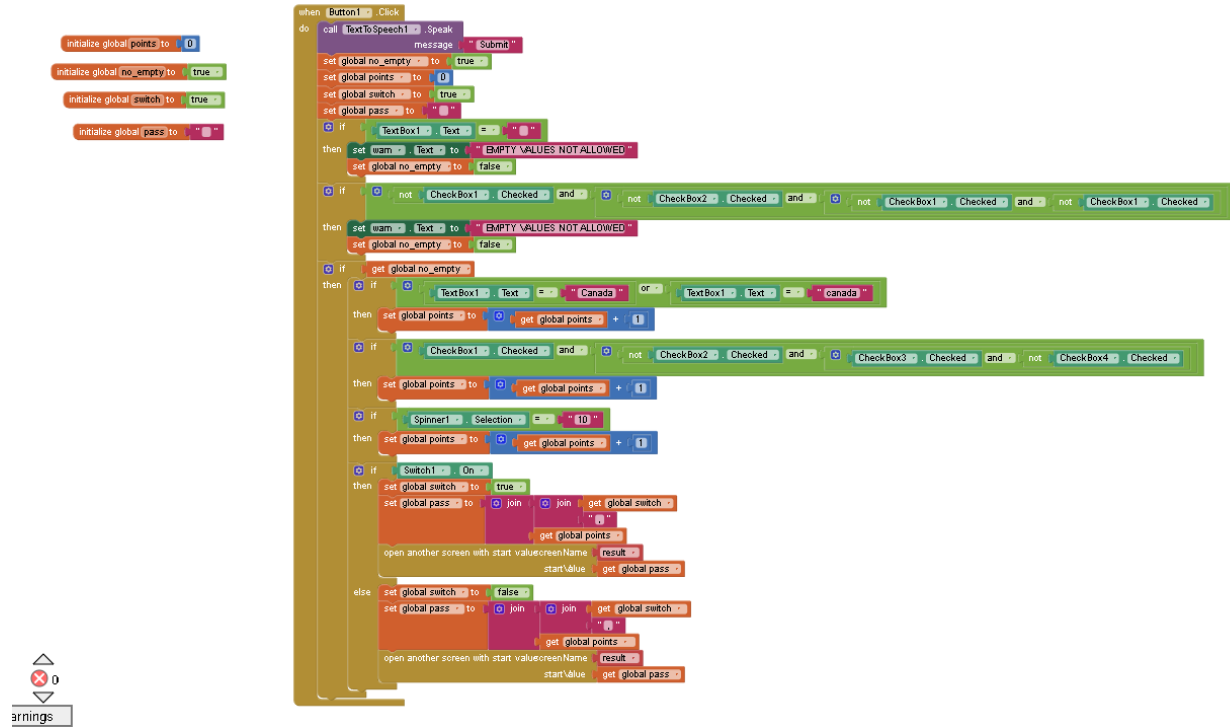 initialize global points to 0
initialize global no_empty to true
initialize global switch to true
initialize global pass to " "
when Button1 .Click
do call TextToSpeech1 .Speak
message " Submit "
set global no_empty to true
set global points to 0
set global switch to true
set global pass to " "
if TextBox1 . Text = " "
then set warn . Text to " EMPTY VALUES NOT ALLOWED "
set global no_empty to false
if not CheckBox1 . Checked and not CheckBox2 . Checked and not CheckBox1 . Checked and not CheckBox1 . Checked
then set warn . Text to " EMPTY VALUES NOT ALLOWED "
set global no_empty to false
if get global no_empty
then if TextBox1 . Text = " Canada " or TextBox1 . Text = " canada "
then set global points to get global points + 1
if CheckBox1 . Checked and not CheckBox2 . Checked and CheckBox3 . Checked and not CheckBox4 . Checked
then set global points to get global points + 1
if Spinner1 . Selection = " 10 "
then set global points to get global points + 1
if Switch1 . On
then set global switch to true
set global pass to join join get global switch
" , "
get global points
open another screen with start value screenName result
startValue get global pass
else set global switch to false
set global pass to join join get global switch
" , "
get global points
open another screen with start value screenName result
startValue get global pass
0
arnings